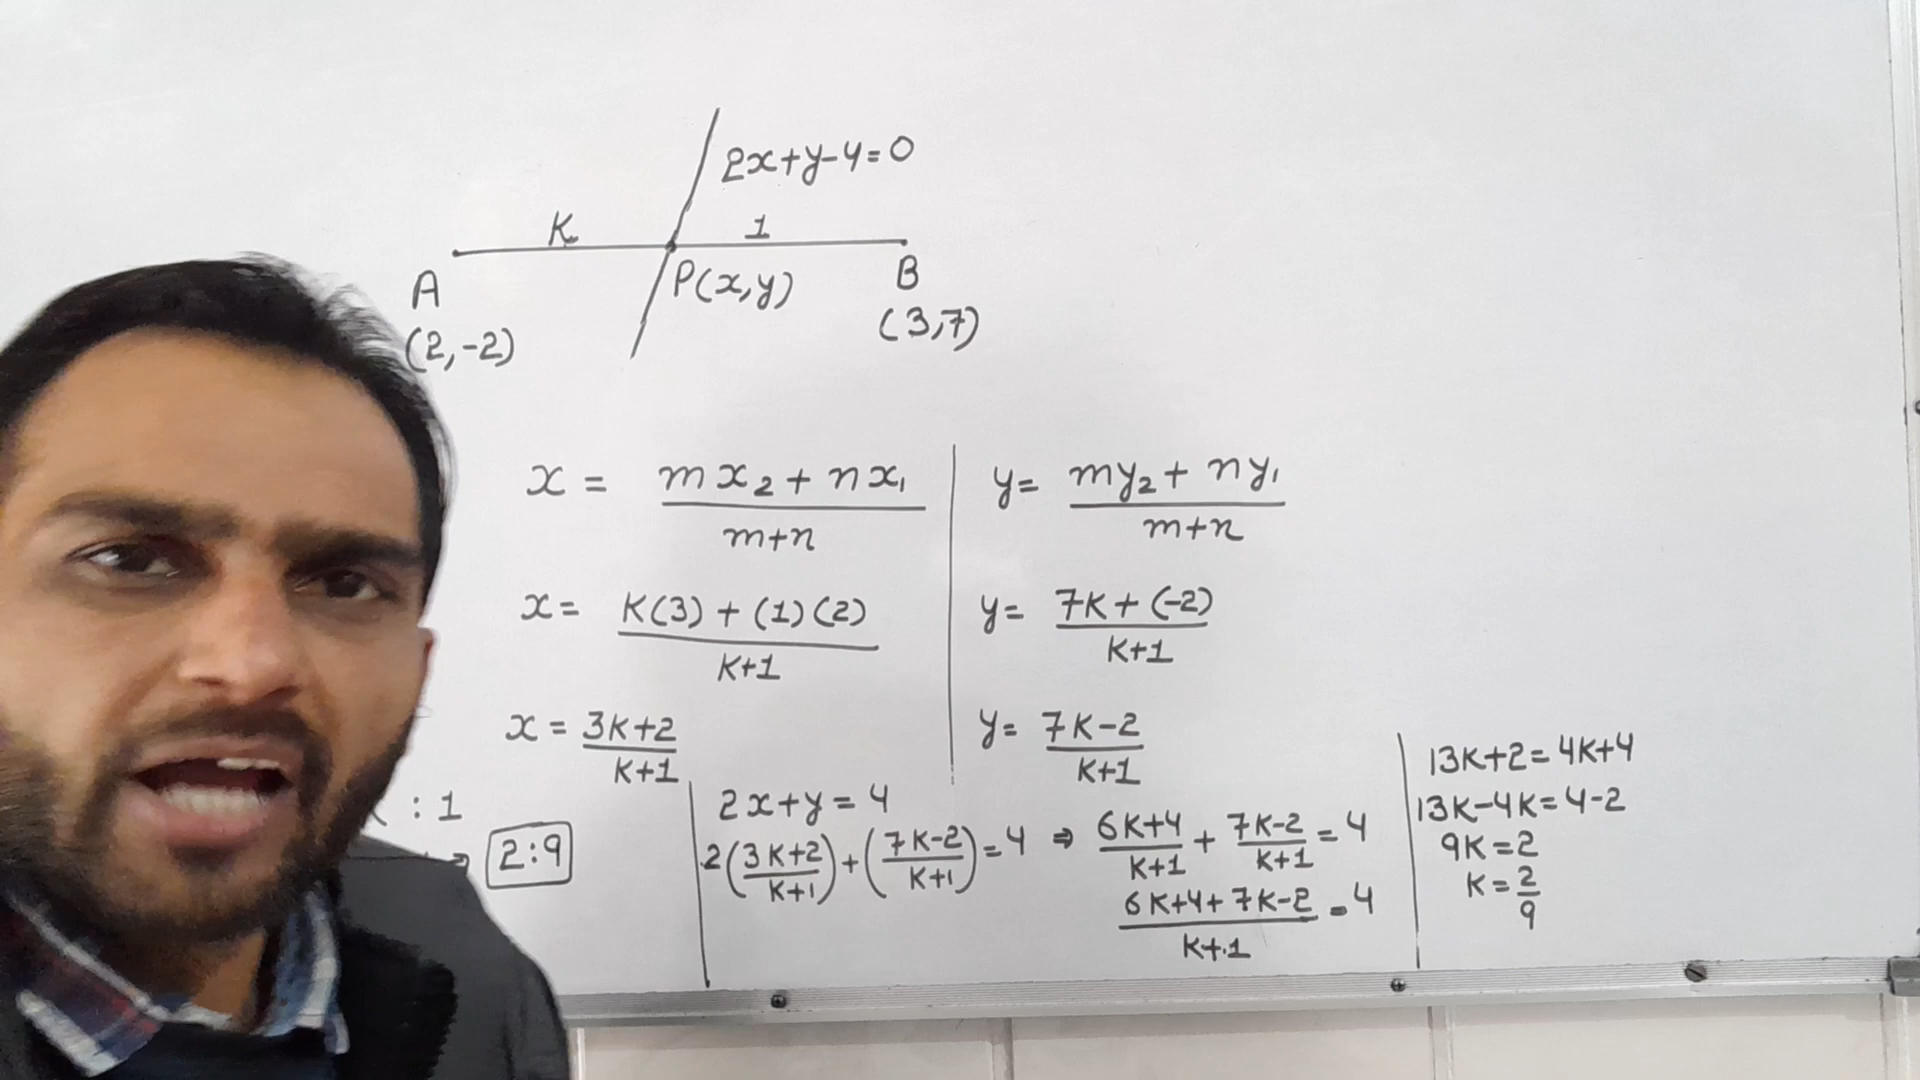 2x+y-4=0
K 1
A P(x,y) B
(2,-2) (3,7)
x = mx₂+nx₁/m+n
x = K(3)+(1)(2)/K+1
x = 3K+2/K+1
y = my₂+ny₁/m+n
y = 7K+(-2)/K+1
y = 7K-2/K+1
: 1
2:9
2x+y=4
2(3K+2/K+1)+(7K-2/K+1)=4 ⇒ 6K+4/K+1 + 7K-2/K+1 = 4
6K+4+7K-2/K+1 = 4
13K+2=4K+4
13K-4K=4-2
9K=2
K=2/9